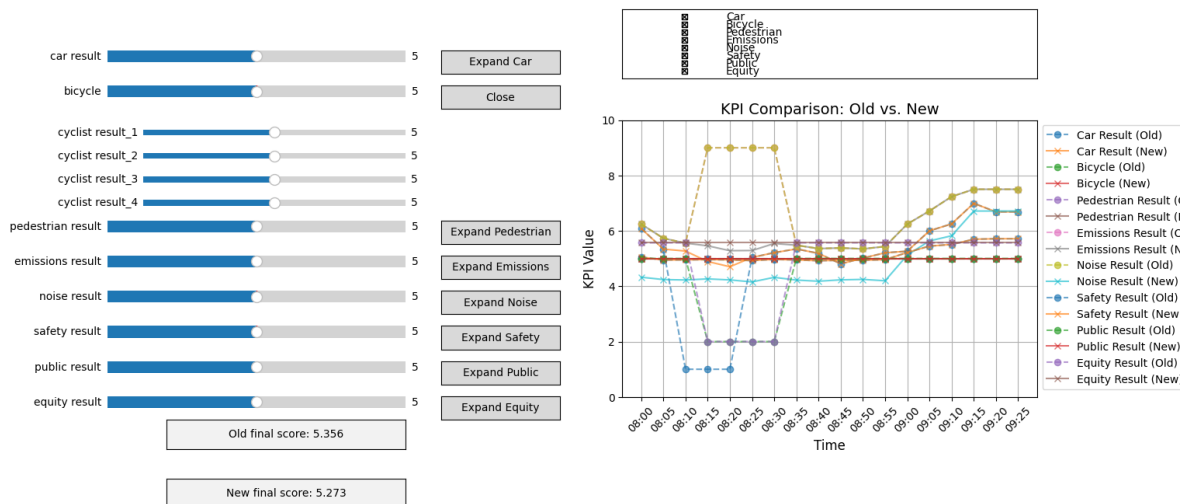 car result 5 Expand Car
bicycle 5 Close
cyclist result_1 5
cyclist result_2 5
cyclist result_3 5
cyclist result_4 5
pedestrian result 5 Expand Pedestrian
emissions result 5 Expand Emissions
noise result 5 Expand Noise
safety result 5 Expand Safety
public result 5 Expand Public
equity result 5 Expand Equity
Old final score: 5.356
New final score: 5.273
Car
Bicycle
Pedestrian
Emissions
Noise
Safety
Public
Equity
KPI Comparison: Old vs. New
KPI Value
10
8
6
4
2
0
08:00 08:05 08:10 08:15 08:20 08:25 08:30 08:35 08:40 08:45 08:50 08:55 09:00 09:05 09:10 09:15 09:20 09:25
Time
Car Result (Old)
Car Result (New)
Bicycle (Old)
Bicycle (New)
Pedestrian Result (
Pedestrian Result (
Emissions Result (
Emissions Result (
Noise Result (Old)
Noise Result (New)
Safety Result (Old)
Safety Result (New
Public Result (Old)
Public Result (New)
Equity Result (Old)
Equity Result (New)